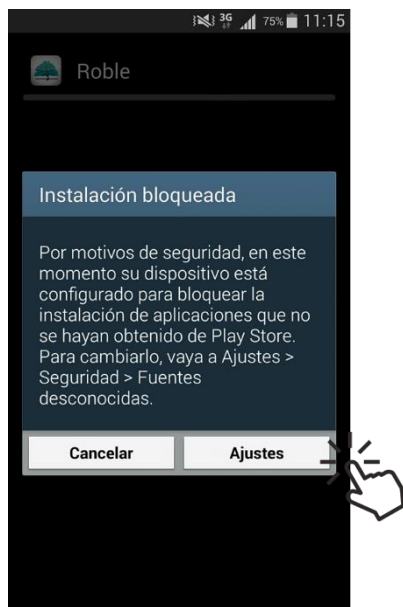 3G 75% 11:15
Roble
Instalación bloqueada
Por motivos de seguridad, en este
momento su dispositivo está
configurado para bloquear la
instalación de aplicaciones que no
se hayan obtenido de Play Store.
Para cambiarlo, vaya a Ajustes >
Seguridad > Fuentes
desconocidas.
Cancelar Ajustes